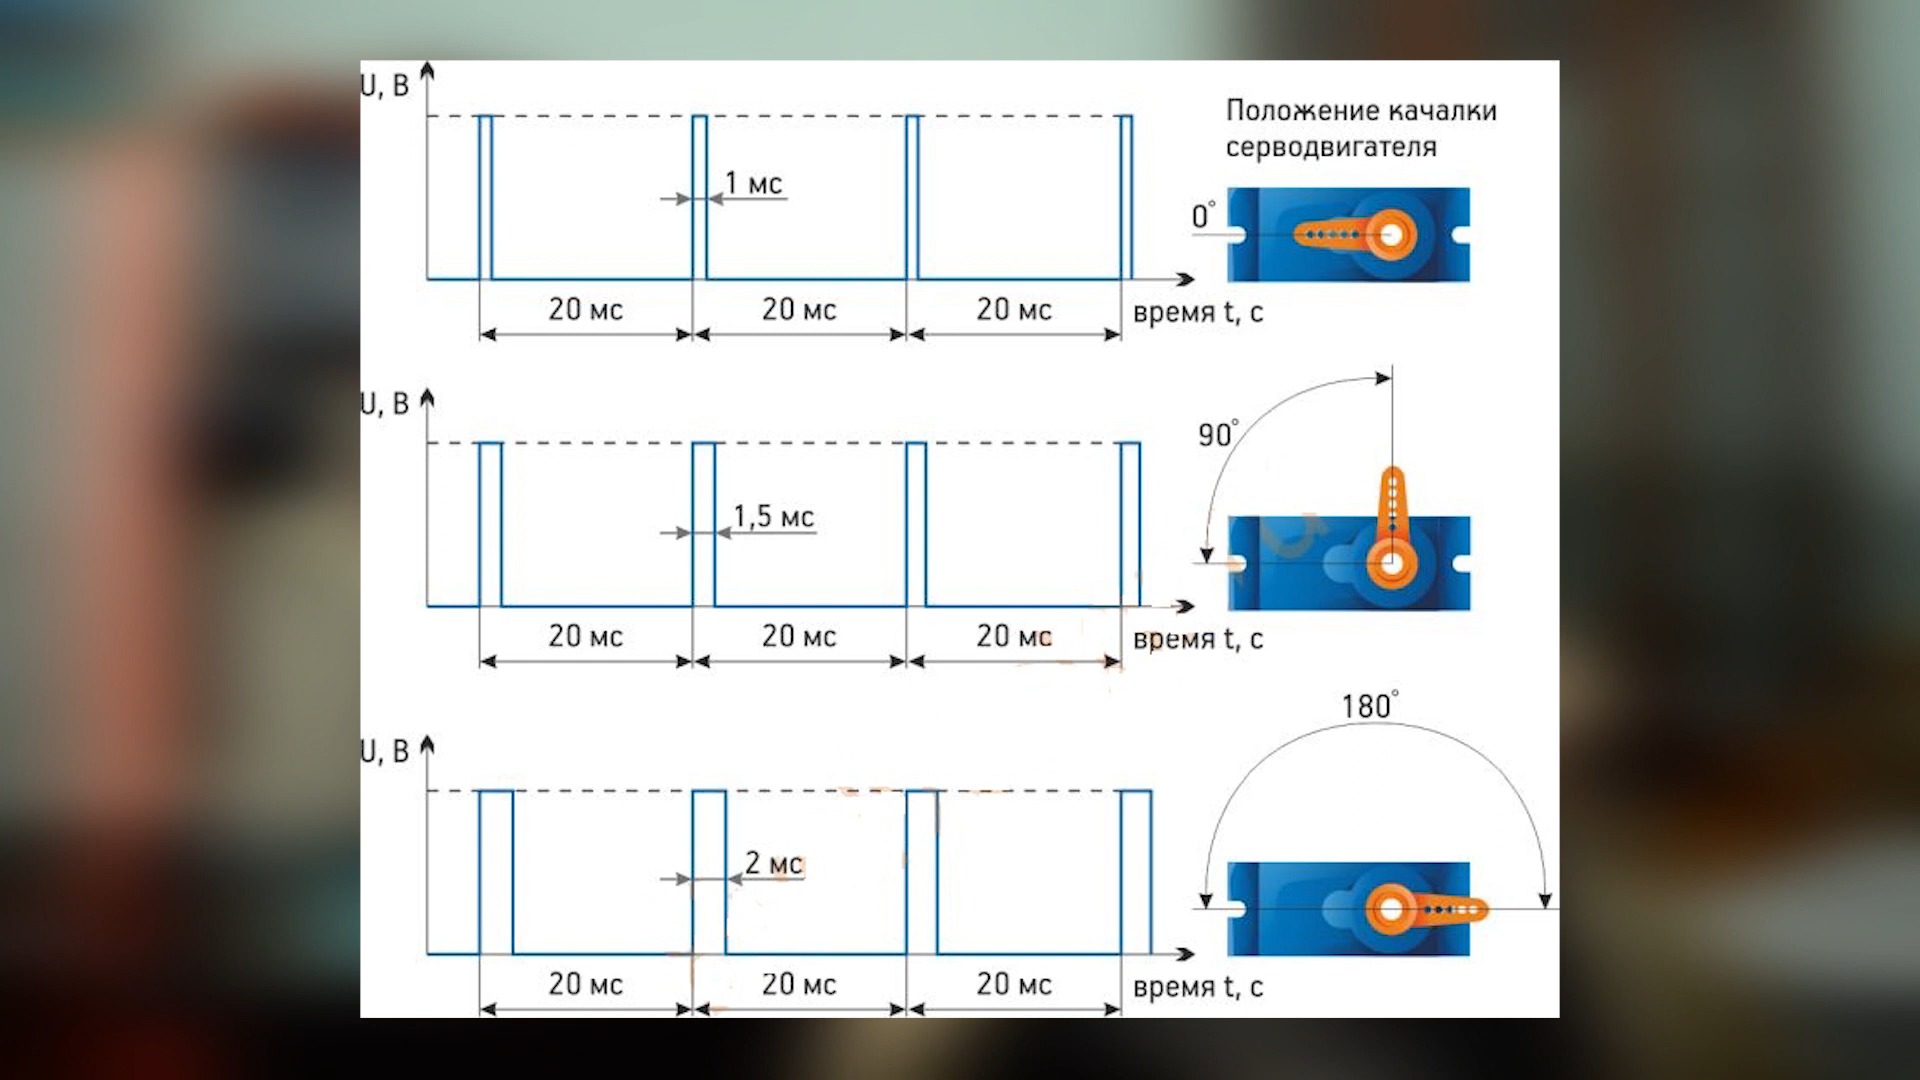 U, В
Положение качалки
серводвигателя
1 мс
0°
20 мс
20 мс
20 мс
время t, с
U, В
90°
1,5 мс
20 мс
20 мс
20 мс
время t, с
180°
U, В
2 мс
20 мс
20 мс
20 мс
время t, с